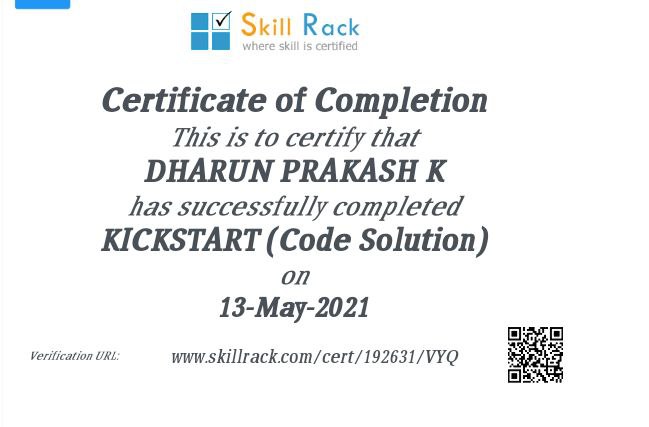 Skill Rack
where skill is certified
Certificate of Completion
This is to certify that
DHARUN PRAKASH K
has successfully completed
KICKSTART (Code Solution)
on
13-May-2021
Verification URL: www.skillrack.com/cert/192631/VYQ